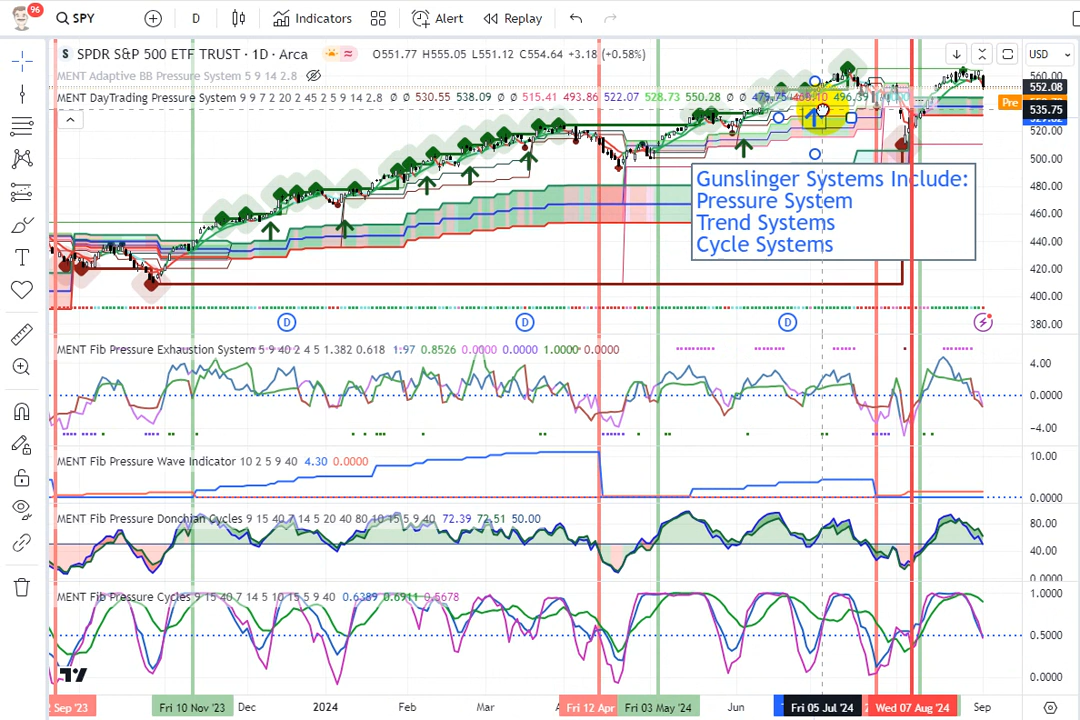 96
SPY
D
Indicators
Alert
Replay
S SPDR S&P 500 ETF TRUST · 1D · Arca O551.77 H555.05 L551.12 C554.64 +3.18 (+0.58%)
USD
MENT Adaptive BB Pressure System 5 9 14 2.8
MENT DayTrading Pressure System 9 9 7 2 20 2 45 2 5 9 14 2.8 Ø Ø 530.55 538.09 Ø Ø 515.41 493.86 522.07 528.73 550.28 Ø Ø 479.75 496.39
560.00
552.08
Pre
535.75
520.00
500.00
480.00
460.00
440.00
420.00
400.00
380.00
Gunslinger Systems Include:
Pressure System
Trend Systems
Cycle Systems
D
D
D
MENT Fib Pressure Exhaustion System 5 9 40 2 4 5 1.382 0.618 1.97 0.8526 0.0000 0.0000 1.0000 0.0000
4.00
0.0000
−4.00
MENT Fib Pressure Wave Indicator 10 2 5 9 40 4.30 0.0000
10.00
0.0000
MENT Fib Pressure Donchian Cycles 9 15 40 7 14 5 20 40 80 10 15 5 9 40 72.39 72.51 50.00
80.00
40.00
0.0000
MENT Fib Pressure Cycles 9 15 40 7 14 5 10 15 5 9 40 0.6389 0.6911 0.5678
1.0000
0.5000
0.0000
Sep '23
Fri 10 Nov '23
Dec
2024
Feb
Mar
Fri 12 Apr
Fri 03 May '24
Jun
Fri 05 Jul '24
Wed 07 Aug '24
Sep